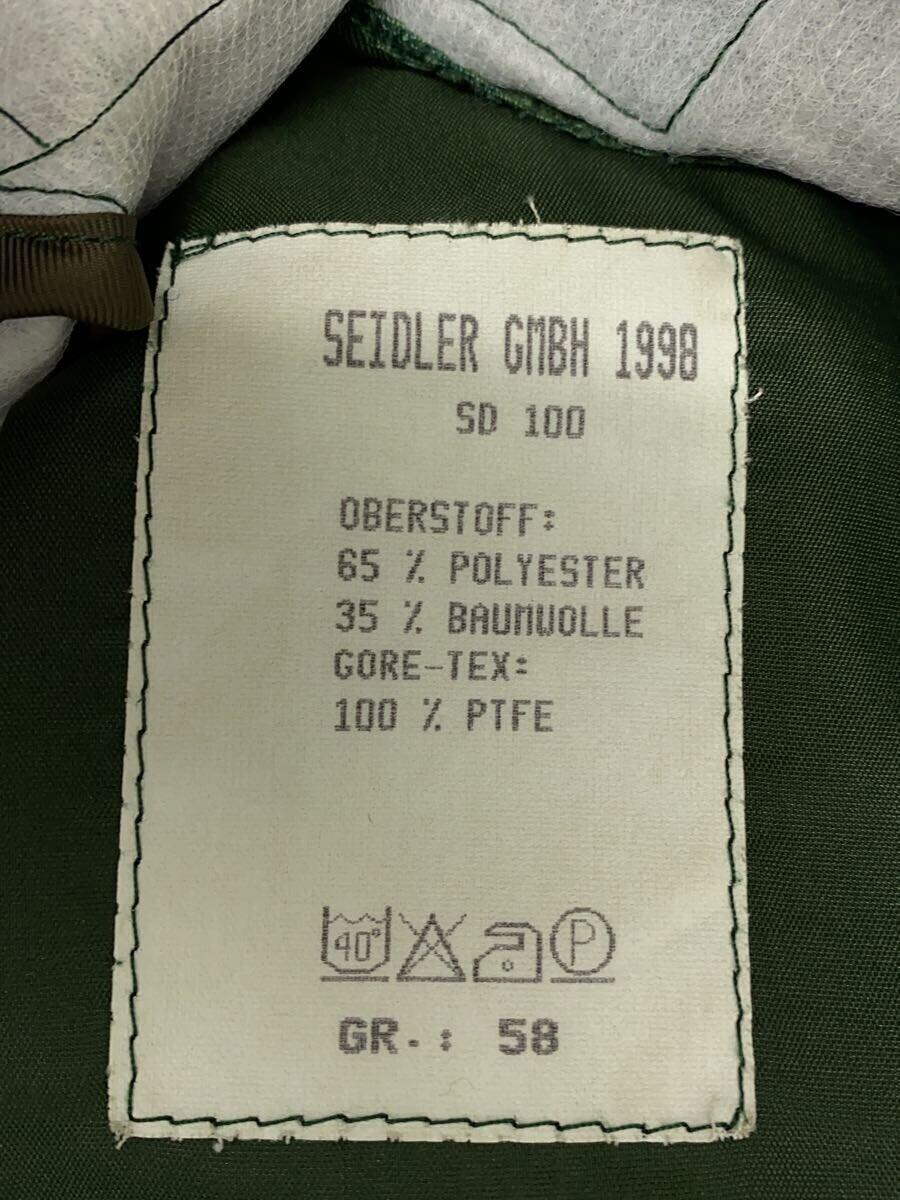 SEIDLER GMBH 1998
SD 100
OBERSTOFF:
65 % POLYESTER
35 % BAUMWOLLE
GORE-TEX:
100 % PTFE
40° P
GR.: 58